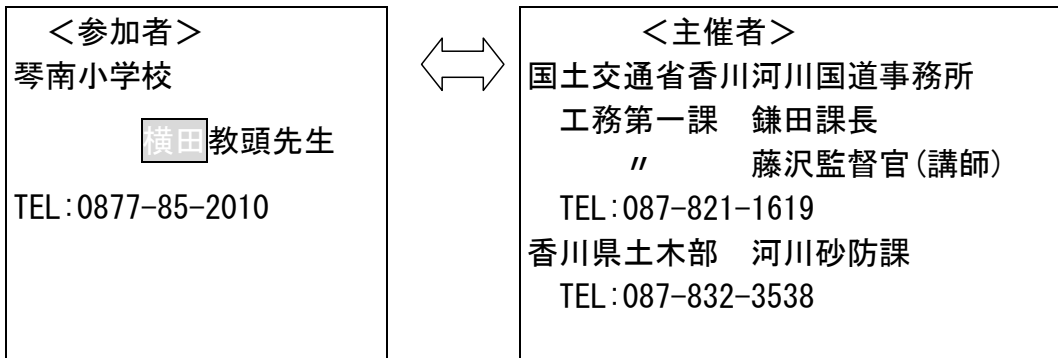 ＜参加者＞
琴南小学校
横田教頭先生
TEL:0877-85-2010
＜主催者＞
国土交通省香川河川国道事務所
工務第一課　鎌田課長
〃　藤沢監督官(講師)
TEL:087-821-1619
香川県土木部　河川砂防課
TEL:087-832-3538